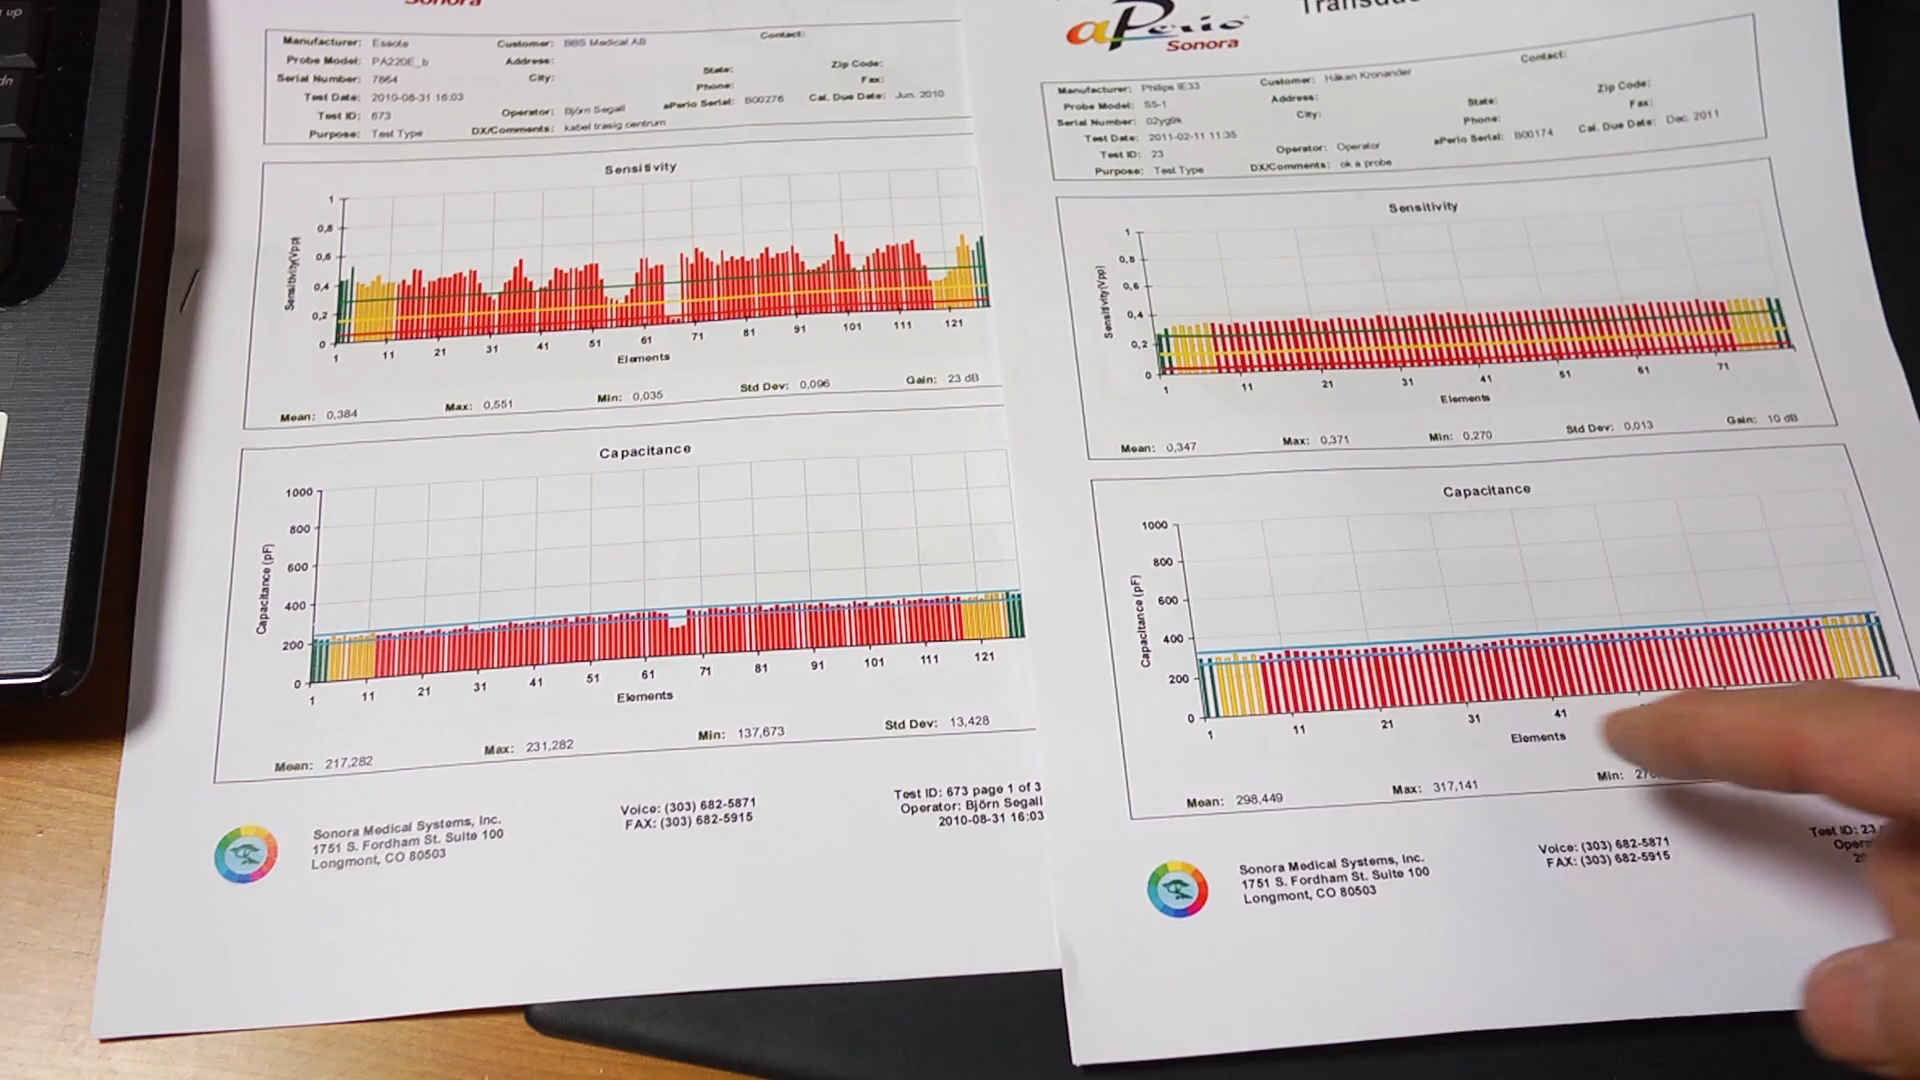 up
dn
Sonora
Manufacturer: Esaote
Customer: BBS Medical AB
Contact:
Probe Model: PA220E_b
Address:
Serial Number: 7864
City:
State:
Zip Code:
Test Date: 2010-08-31 16:03
Phone:
Fax:
Test ID: 673
Operator: Björn Segall
aPerio Serial: B00276
Cal. Due Date: Jun. 2010
Purpose: Test Type
DX/Comments: kabel trasig centrum
Sensitivity
Sensitivity(Vpp)
1
0,8
0,6
0,4
0,2
0
1 11 21 31 41 51 61 71 81 91 101 111 121
Elements
Mean: 0,384
Max: 0,551
Min: 0,035
Std Dev: 0,096
Gain: 23 dB
Capacitance
Capacitance (pF)
1000
800
600
400
200
0
1 11 21 31 41 51 61 71 81 91 101 111 121
Elements
Mean: 217,282
Max: 231,282
Min: 137,673
Std Dev: 13,428
Sonora Medical Systems, Inc.
1751 S. Fordham St. Suite 100
Longmont, CO 80503
Voice: (303) 682-5871
FAX: (303) 682-5915
Test ID: 673 page 1 of 3
Operator: Björn Segall
2010-08-31 16:03
aPerio
Sonora
Manufacturer: Philips IE33
Customer: Håkan Kronander
Contact:
Probe Model: S5-1
Address:
Serial Number: 02yg9k
City:
State:
Zip Code:
Test Date: 2011-02-11 11:35
Phone:
Fax:
Test ID: 23
Operator: Operator
aPerio Serial: B00174
Cal. Due Date: Dec. 2011
Purpose: Test Type
DX/Comments: ok a probe
Sensitivity
Sensitivity(Vpp)
1
0,8
0,6
0,4
0,2
0
1 11 21 31 41 51 61 71
Elements
Mean: 0,347
Max: 0,371
Min: 0,270
Std Dev: 0,013
Gain: 10 dB
Capacitance
Capacitance (pF)
1000
800
600
400
200
0
1 11 21 31 41
Elements
Mean: 298,449
Max: 317,141
Min:
Sonora Medical Systems, Inc.
1751 S. Fordham St. Suite 100
Longmont, CO 80503
Voice: (303) 682-5871
FAX: (303) 682-5915
Test ID: 23